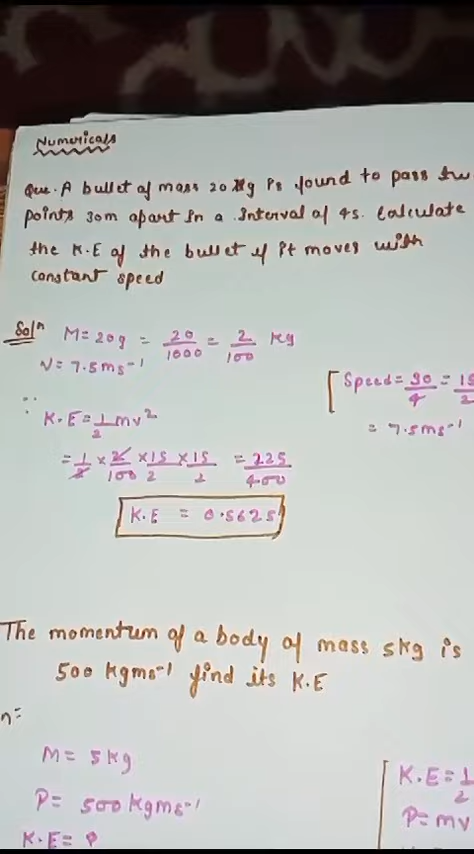 Numericals
Que. A bullet of mass 20 g is found to pass tw
points 30m apart in a interval of 4s. Calculate
the K.E of the bullet if it moves with
constant speed
Solⁿ M = 20g = 20/1000 = 2/100 Kg
V = 7.5ms⁻¹
[Speed = 30/4 = 15/2
= 7.5ms⁻¹
∵
K.E = 1/2 mv²
= 1/2 × 2/100 × 15/2 × 15/2 = 225/400
K.E = 0.5625
The momentum of a body of mass 5kg is
500 kgms⁻¹ find its K.E
n=
M = 5kg
P = 500 kgms⁻¹
K.E = ?
K.E = 1/2
P = mv